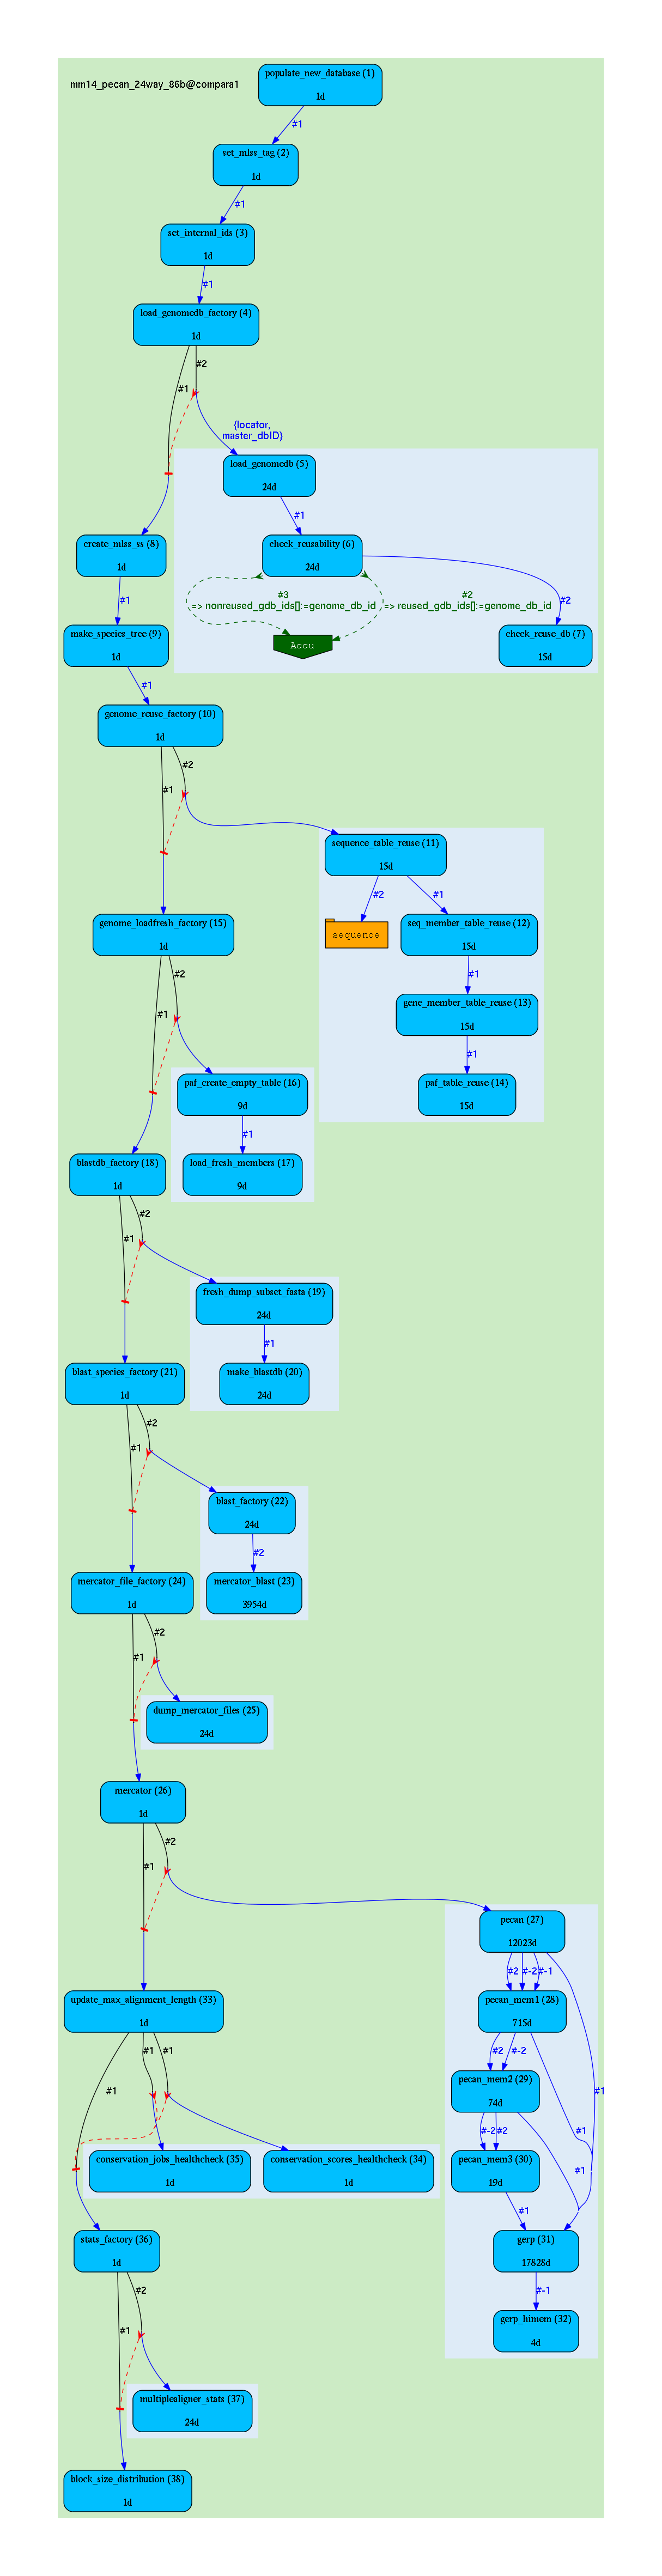 mm14_pecan_24way_86b@compara1
populate_new_database (1)
1d
#1
set_mlss_tag (2)
1d
#1
set_internal_ids (3)
1d
#1
load_genomedb_factory (4)
1d
#2
#1
{locator,
master_dbID}
load_genomedb (5)
24d
#1
create_mlss_ss (8)
1d
check_reusability (6)
24d
#1
#3
=> nonreused_gdb_ids[]:=genome_db_id
#2
=> reused_gdb_ids[]:=genome_db_id
#2
make_species_tree (9)
1d
Accu
check_reuse_db (7)
15d
#1
genome_reuse_factory (10)
1d
#2
#1
sequence_table_reuse (11)
15d
#2
#1
genome_loadfresh_factory (15)
1d
sequence
seq_member_table_reuse (12)
15d
#2
#1
#1
gene_member_table_reuse (13)
15d
#1
paf_create_empty_table (16)
9d
paf_table_reuse (14)
15d
#1
blastdb_factory (18)
1d
load_fresh_members (17)
9d
#2
#1
fresh_dump_subset_fasta (19)
24d
#1
blast_species_factory (21)
1d
make_blastdb (20)
24d
#2
#1
blast_factory (22)
24d
#2
mercator_file_factory (24)
1d
mercator_blast (23)
3954d
#2
#1
dump_mercator_files (25)
24d
mercator (26)
1d
#2
#1
pecan (27)
12023d
#2
#-2
#-1
update_max_alignment_length (33)
1d
pecan_mem1 (28)
715d
#1
#1
#2
#-2
#1
pecan_mem2 (29)
74d
#1
#-2
#2
#1
conservation_jobs_healthcheck (35)
1d
conservation_scores_healthcheck (34)
1d
pecan_mem3 (30)
19d
#1
#1
stats_factory (36)
1d
gerp (31)
17828d
#2
#-1
#1
gerp_himem (32)
4d
multiplealigner_stats (37)
24d
block_size_distribution (38)
1d